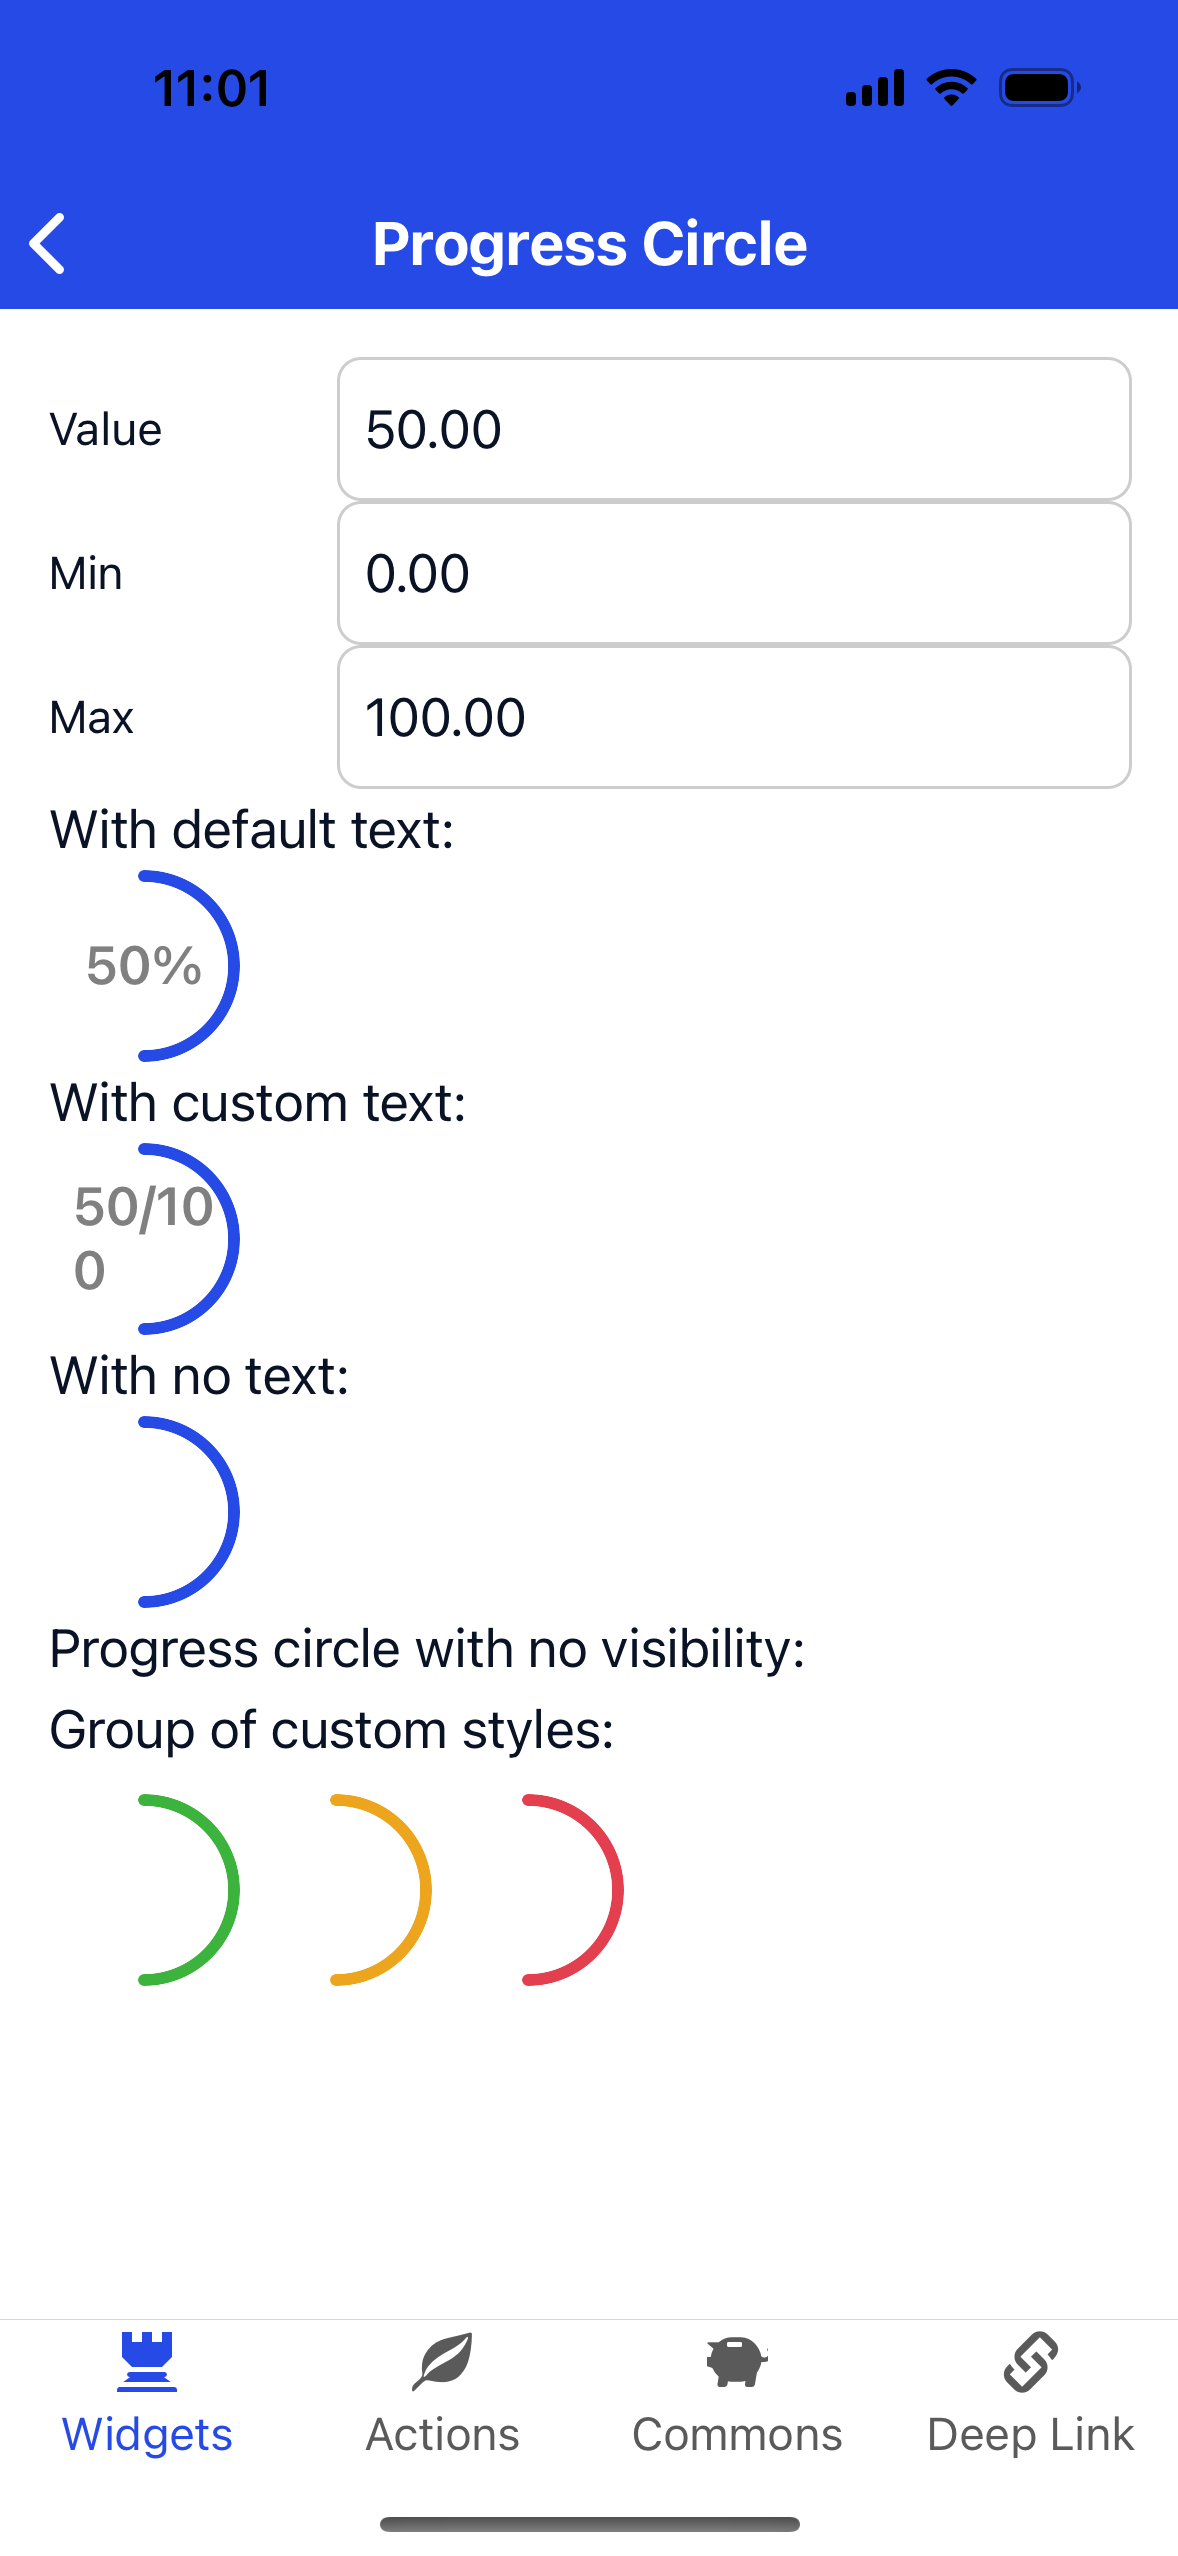 11:01
Progress Circle
Value
50.00
Min
0.00
Max
100.00
With default text:
50%
With custom text:
50/10
0
With no text:
Progress circle with no visibility:
Group of custom styles:
Widgets
Actions
Commons
Deep Link